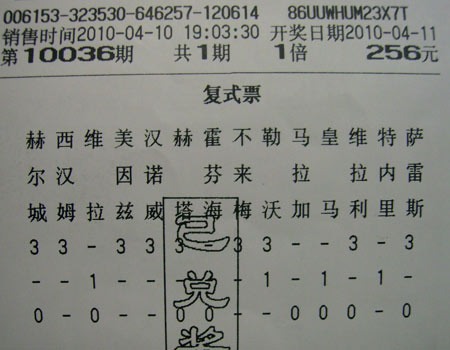 006153-323530-646257-120614 86UUWHUM23X7T
销售时间2010-04-10 19:03:30 开奖日期2010-04-11
第10036期 共1期 1倍 256元
复式票
赫 西 维 美 汉 赫 霍 不 勒 马 皇 维 特 萨
尔 汉 因 诺 芬 来 拉 拉 内 雷
城 姆 拉 兹 威 塔 海 梅 沃 加 马 利 里 斯
3 3 - 3 3 3 3 3 - - 3 - 3
- - 1 - - - 1 - 1 - 1 -
0 - 0 - - 0 0 - - 0 0 0 0 -
已兑奖